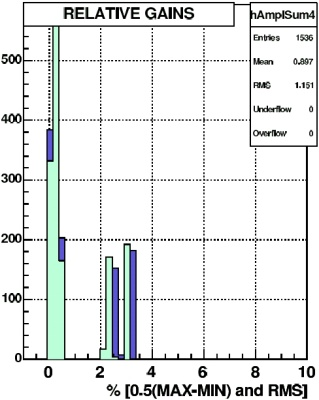 RELATIVE GAINS
hAmplSum4
Entries 1536
Mean 0.897
RMS 1.151
Underflow 0
Overflow 0
500
400
300
200
100
0
0 2 4 6 8 10
% [0.5(MAX-MIN) and RMS]